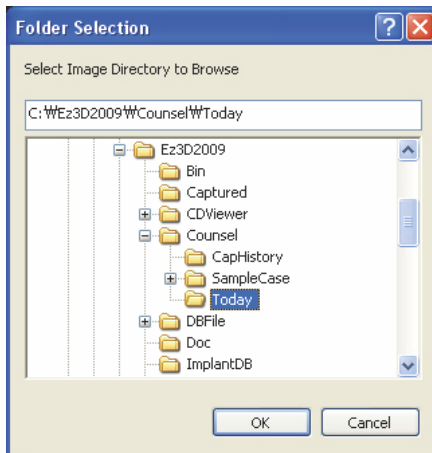 Folder Selection
Select Image Directory to Browse
C:₩Ez3D2009₩Counsel₩Today
Ez3D2009
Bin
Captured
CDViewer
Counsel
CapHistory
SampleCase
Today
DBFile
Doc
ImplantDB
OK Cancel